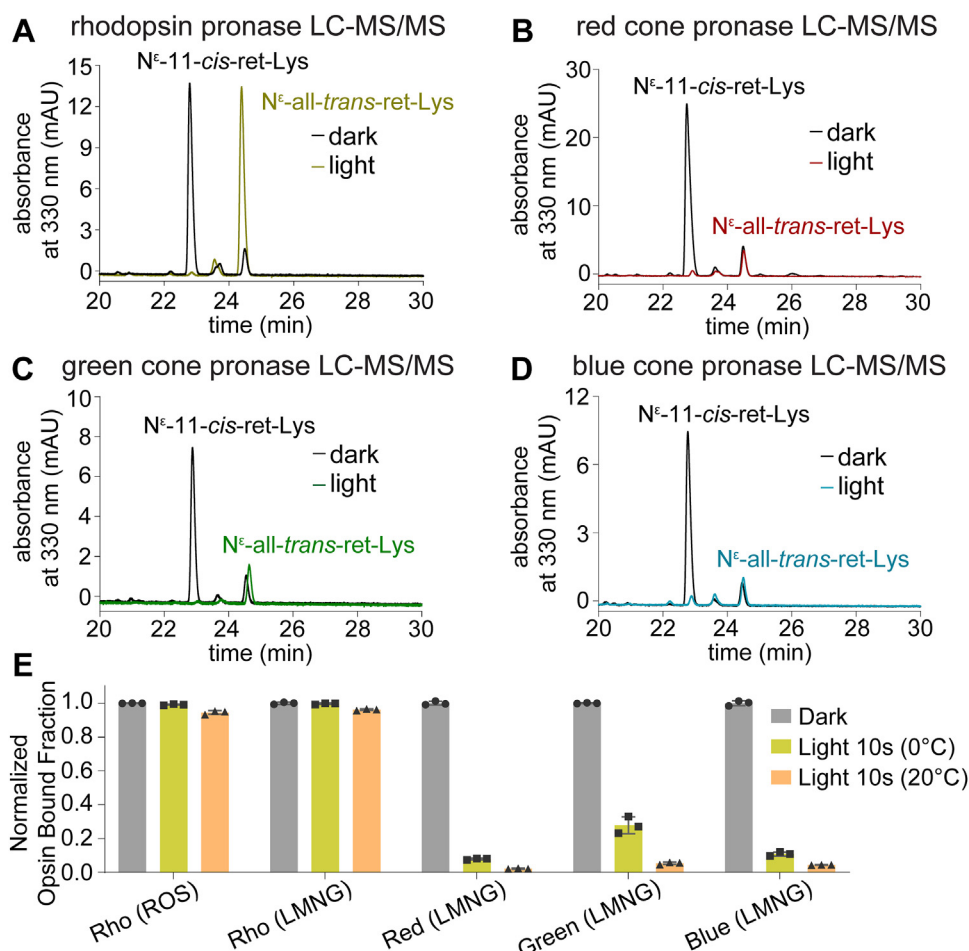 A rhodopsin pronase LC-MS/MS
Nε-11-cis-ret-Lys
Nε-all-trans-ret-Lys
dark
light
absorbance
at 330 nm (mAU)
15
12
9
6
3
0
20 22 24 26 28 30
time (min)
B red cone pronase LC-MS/MS
Nε-11-cis-ret-Lys
dark
light
Nε-all-trans-ret-Lys
absorbance
at 330 nm (mAU)
30
20
10
0
20 22 24 26 28 30
time (min)
C green cone pronase LC-MS/MS
Nε-11-cis-ret-Lys
dark
light
Nε-all-trans-ret-Lys
absorbance
at 330 nm (mAU)
10
8
6
4
2
0
20 22 24 26 28 30
time (min)
D blue cone pronase LC-MS/MS
Nε-11-cis-ret-Lys
dark
light
Nε-all-trans-ret-Lys
absorbance
at 330 nm (mAU)
12
6
3
0
20 22 24 26 28 30
time (min)
E
Normalized
Opsin Bound Fraction
1.0
0.8
0.6
0.4
0.2
0.0
Dark
Light 10s (0°C)
Light 10s (20°C)
Rho (ROS)
Rho (LMNG)
Red (LMNG)
Green (LMNG)
Blue (LMNG)